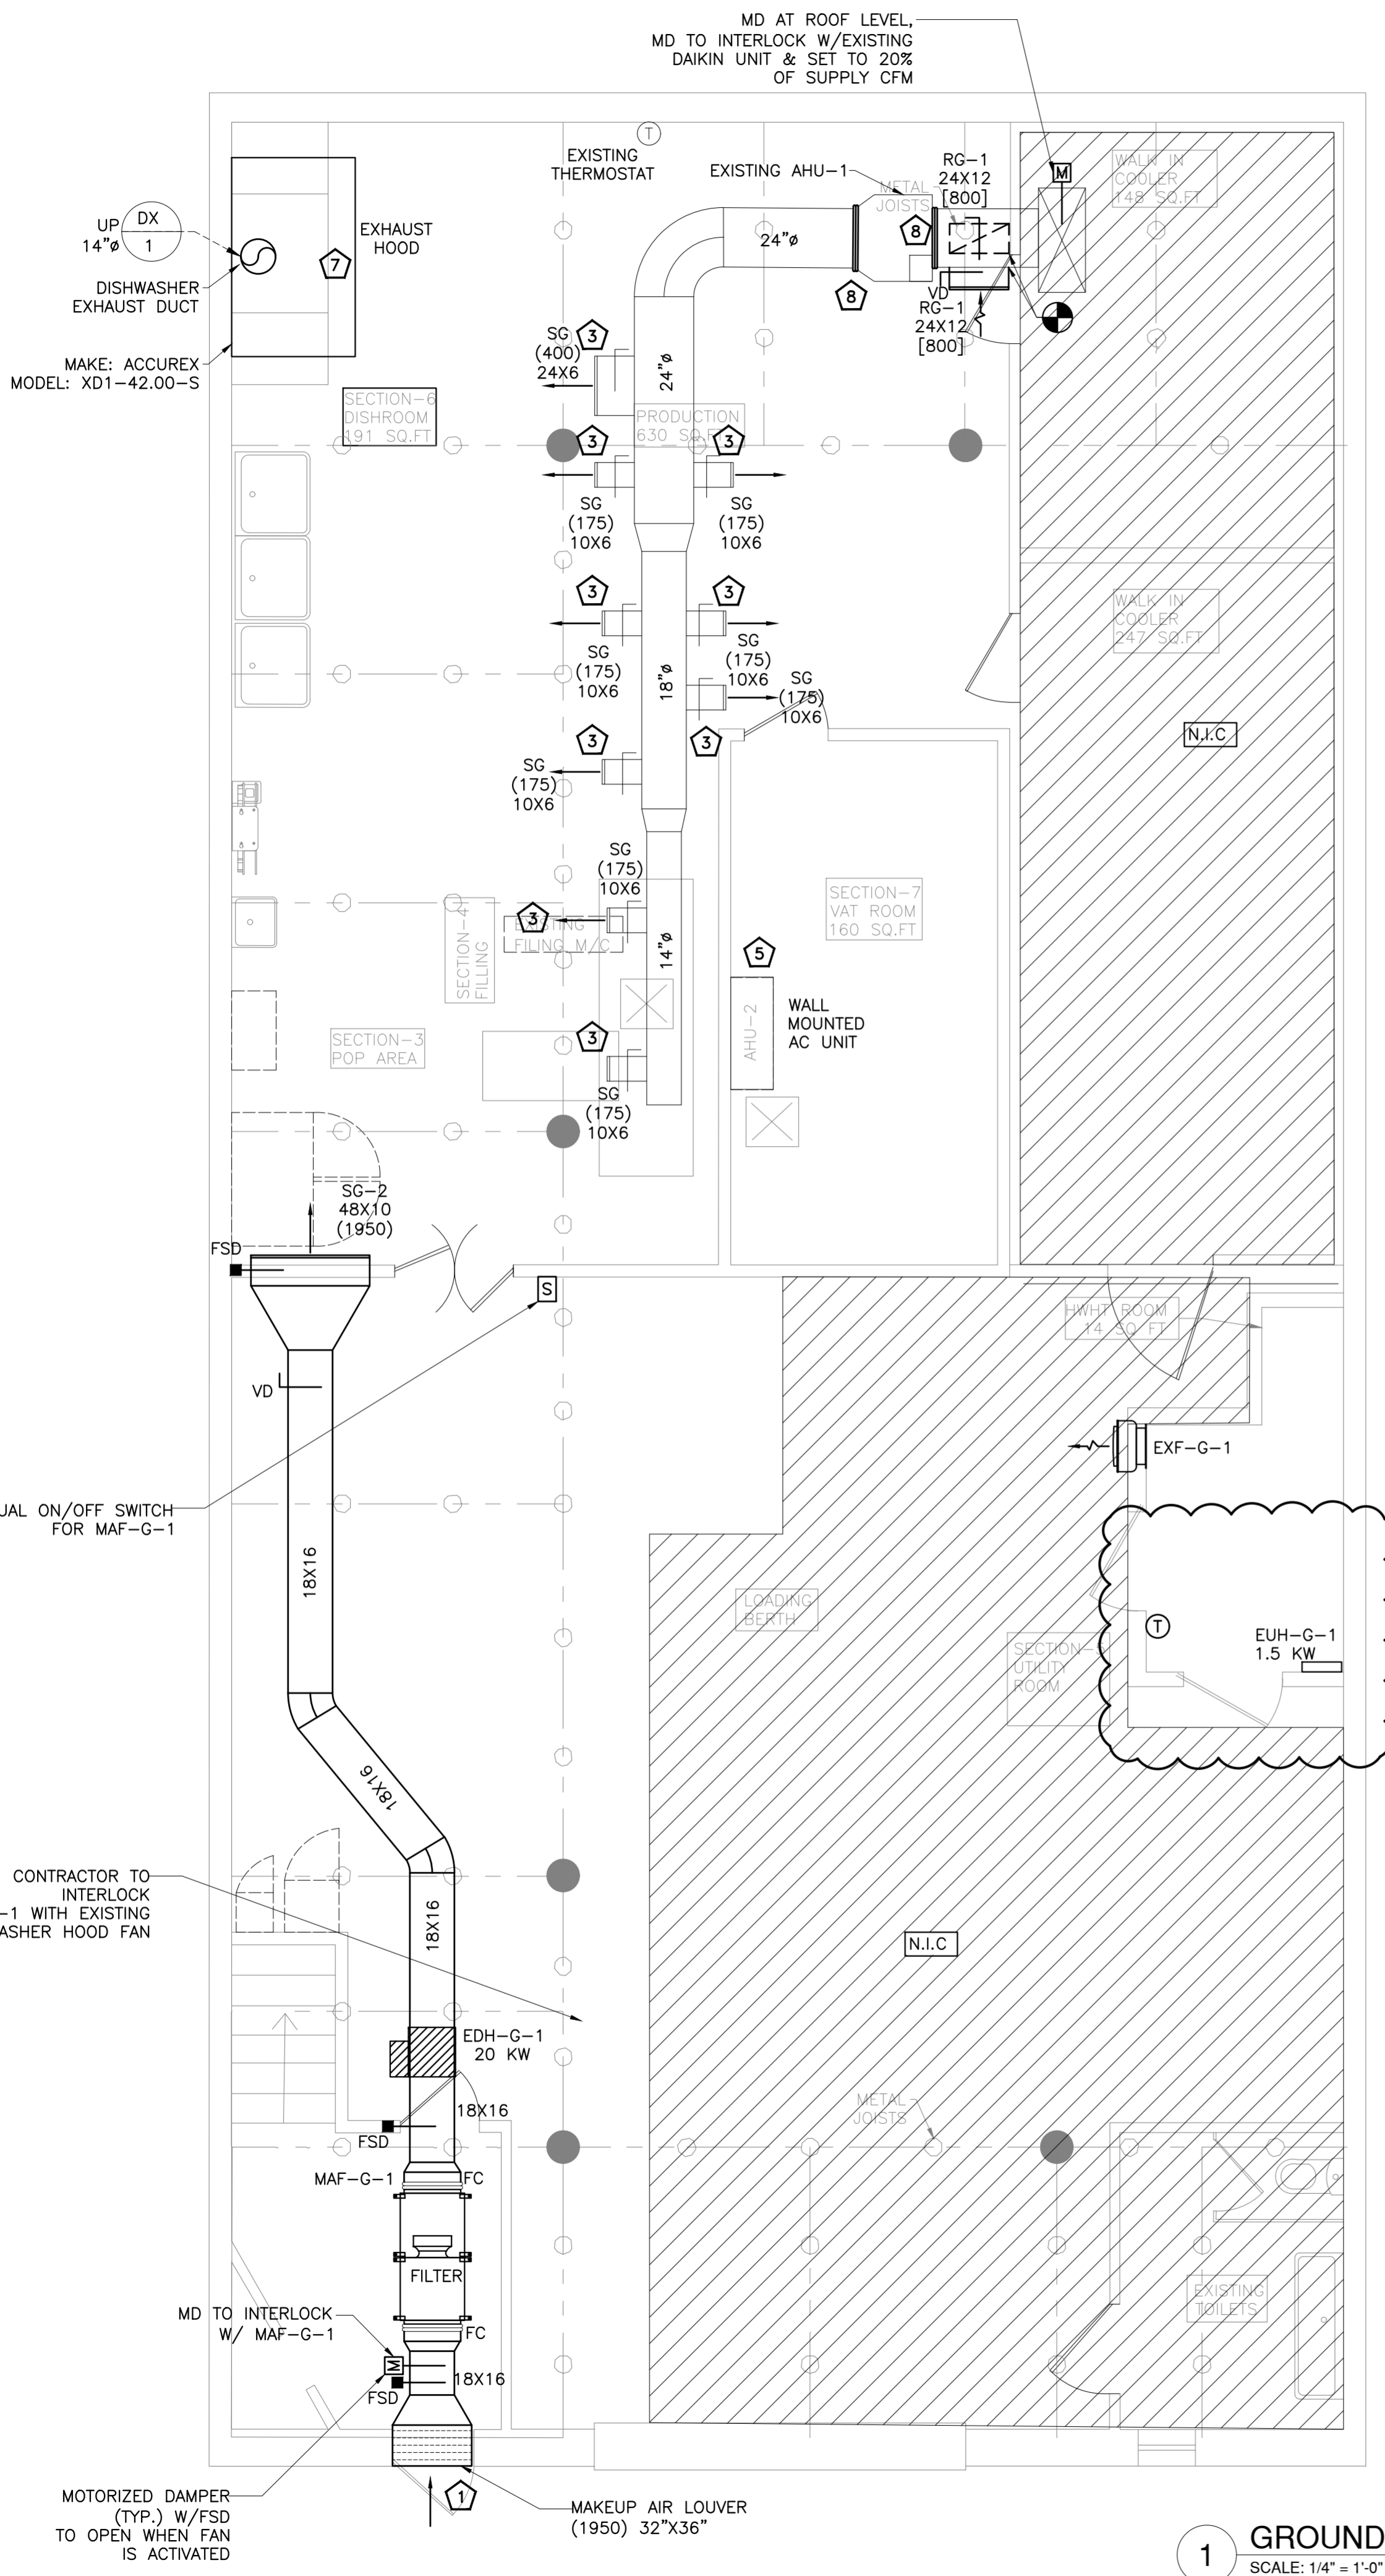 MD AT ROOF LEVEL,
MD TO INTERLOCK W/EXISTING
DAIKIN UNIT & SET TO 20%
OF SUPPLY CFM
T
EXISTING
THERMOSTAT
EXISTING AHU-1
METAL
JOISTS
RG-1
24X12
[800]
M
WALK IN
COOLER
148 SQ.FT
UP
14"ø
DX
1
EXHAUST
HOOD
7
DISHWASHER
EXHAUST DUCT
24"ø
8
8
VD
RG-1
24X12
[800]
MAKE: ACCUREX
MODEL: XD1-42.00-S
SG
(400)
24X6
3
24"ø
SECTION-6
DISHROOM
191 SQ.FT
PRODUCTION
630 SQ.FT
3
3
SG
(175)
10X6
SG
(175)
10X6
3
3
SG
(175)
10X6
SG
(175)
10X6
SG
(175)
10X6
18"ø
3
3
SG
(175)
10X6
WALK IN
COOLER
247 SQ.FT
N.I.C
SG
(175)
10X6
3
EXISTING
FILING M/C
SECTION-4
FILLING
14"ø
SECTION-7
VAT ROOM
160 SQ.FT
5
AHU-2
WALL
MOUNTED
AC UNIT
SECTION-3
POP AREA
3
SG
(175)
10X6
SG-2
48X10
(1950)
FSD
S
HWHT ROOM
14 SQ FT
VD
EXF-G-1
UAL ON/OFF SWITCH
FOR MAF-G-1
18X16
LOADING
BERTH
SECTION-5
UTILITY
ROOM
T
EUH-G-1
1.5 KW
18X16
CONTRACTOR TO
INTERLOCK
-1 WITH EXISTING
ASHER HOOD FAN
18X16
N.I.C
EDH-G-1
20 KW
18X16
FSD
METAL
JOISTS
MAF-G-1
FC
FILTER
EXISTING
TOILETS
MD TO INTERLOCK
W/ MAF-G-1
FC
M
18X16
FSD
MOTORIZED DAMPER
(TYP.) W/FSD
TO OPEN WHEN FAN
IS ACTIVATED
1
MAKEUP AIR LOUVER
(1950) 32"X36"
1
GROUND
SCALE: 1/4" = 1'-0"